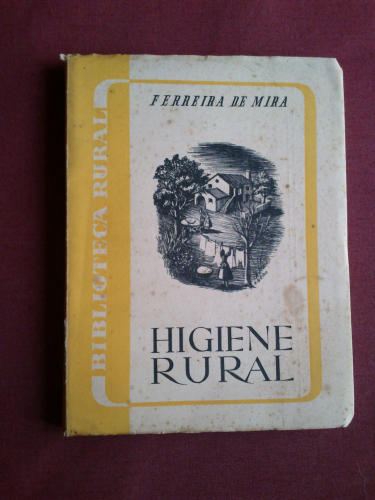 FERREIRA DE MIRA
BIBLIOTECA RURAL
HIGIENE
RURAL